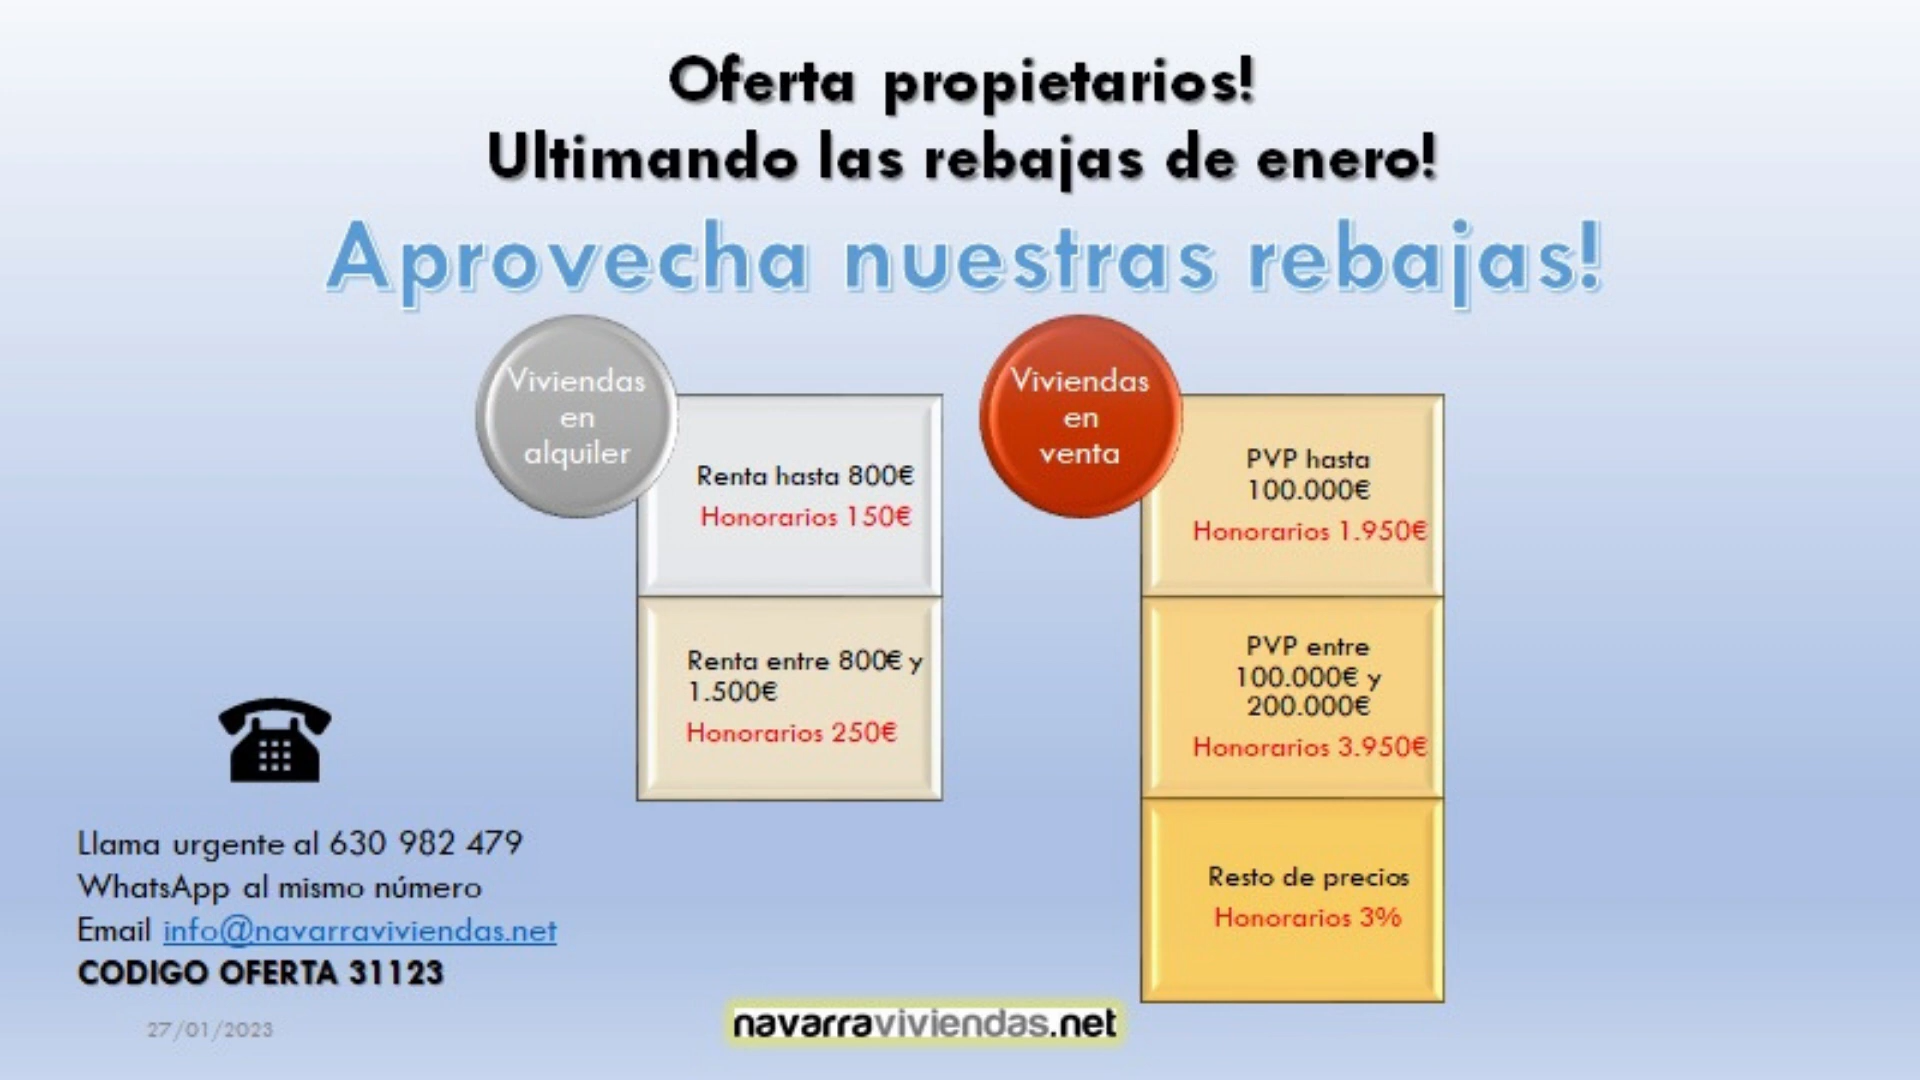 Oferta propietarios!
Ultimando las rebajas de enero!
Aprovecha nuestras rebajas!
Viviendas
en
alquiler
Renta hasta 800€
Honorarios 150€
Renta entre 800€ y
1.500€
Honorarios 250€
Viviendas
en
venta
PVP hasta
100.000€
Honorarios 1.950€
PVP entre
100.000€ y
200.000€
Honorarios 3.950€
Resto de precios
Honorarios 3%
Llama urgente al 630 982 479
WhatsApp al mismo número
Email info@navarraviviendas.net
CODIGO OFERTA 31123
27/01/2023
navarraviviendas.net